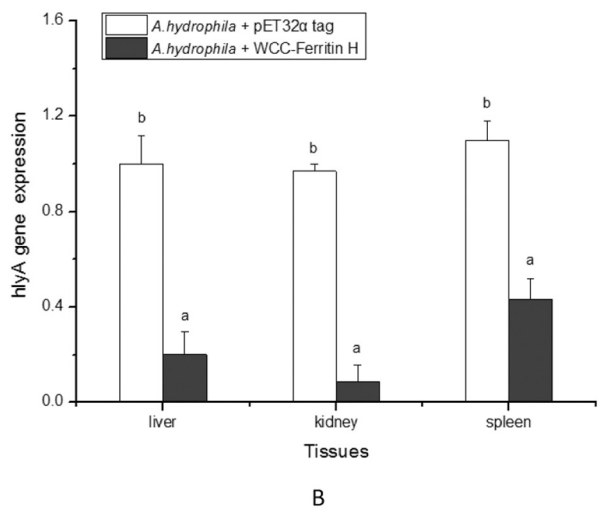 1.6
A.hydrophila + pET32α tag
A.hydrophila + WCC-Ferritin H
1.2
0.8
0.4
0.0
hlyA gene expression
b
a
b
a
b
a
liver
kidney
spleen
Tissues
B